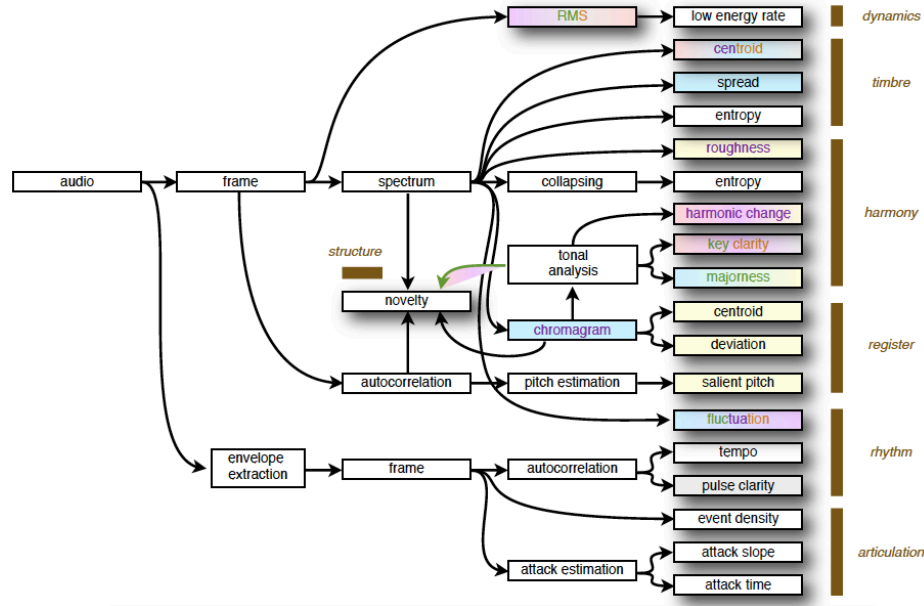 RMS
low energy rate
dynamics
centroid
spread
timbre
entropy
roughness
audio
frame
spectrum
collapsing
entropy
harmonic change
harmony
structure
tonal
analysis
key clarity
majorness
novelty
chromagram
centroid
deviation
register
autocorrelation
pitch estimation
salient pitch
fluctuation
envelope
extraction
frame
autocorrelation
tempo
rhythm
pulse clarity
event density
attack slope
articulation
attack estimation
attack time